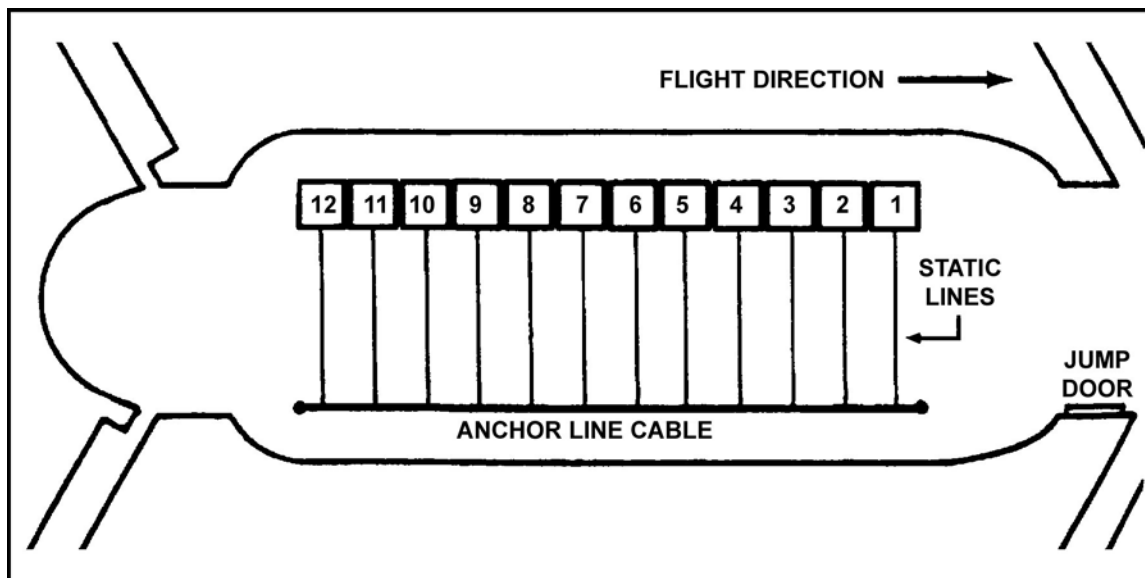 FLIGHT DIRECTION
12 11 10 9 8 7 6 5 4 3 2 1
STATIC
LINES
JUMP
DOOR
ANCHOR LINE CABLE